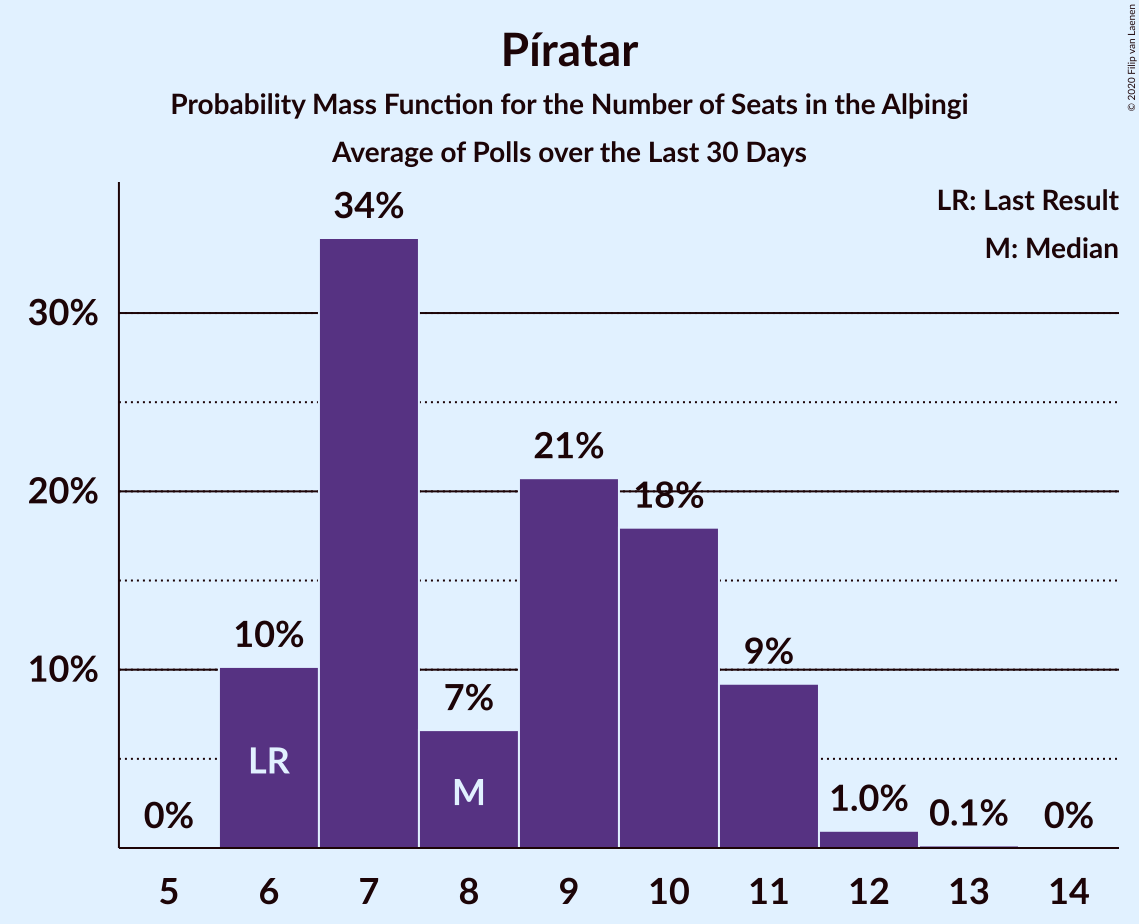 Píratar
Probability Mass Function for the Number of Seats in the Alþingi
Average of Polls over the Last 30 Days
© 2020 Filip van Laenen
LR: Last Result
M: Median
34%
30%
21%
20%
18%
10%
10%
9%
7%
LR
M
0%
1.0%
0.1%
0%
5 6 7 8 9 10 11 12 13 14